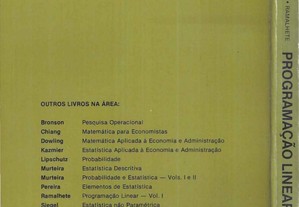 OUTROS LIVROS NA ÁREA:
Bronson Pesquisa Operacional
Chiang Matemática para Economistas
Dowling Matemática Aplicada à Economia e Administração
Kazmier Estatística Aplicada à Economia e Administração
Lipschutz Probabilidade
Murteira Estatística Descritiva
Murteira Probabilidade e Estatística — Vols. I e II
Pereira Elementos de Estatística
Ramalhete Programação Linear — Vol. I
Siegel Estatística não Paramétrica
• RAMALHETE
PROGRAMAÇÃO LINEAR